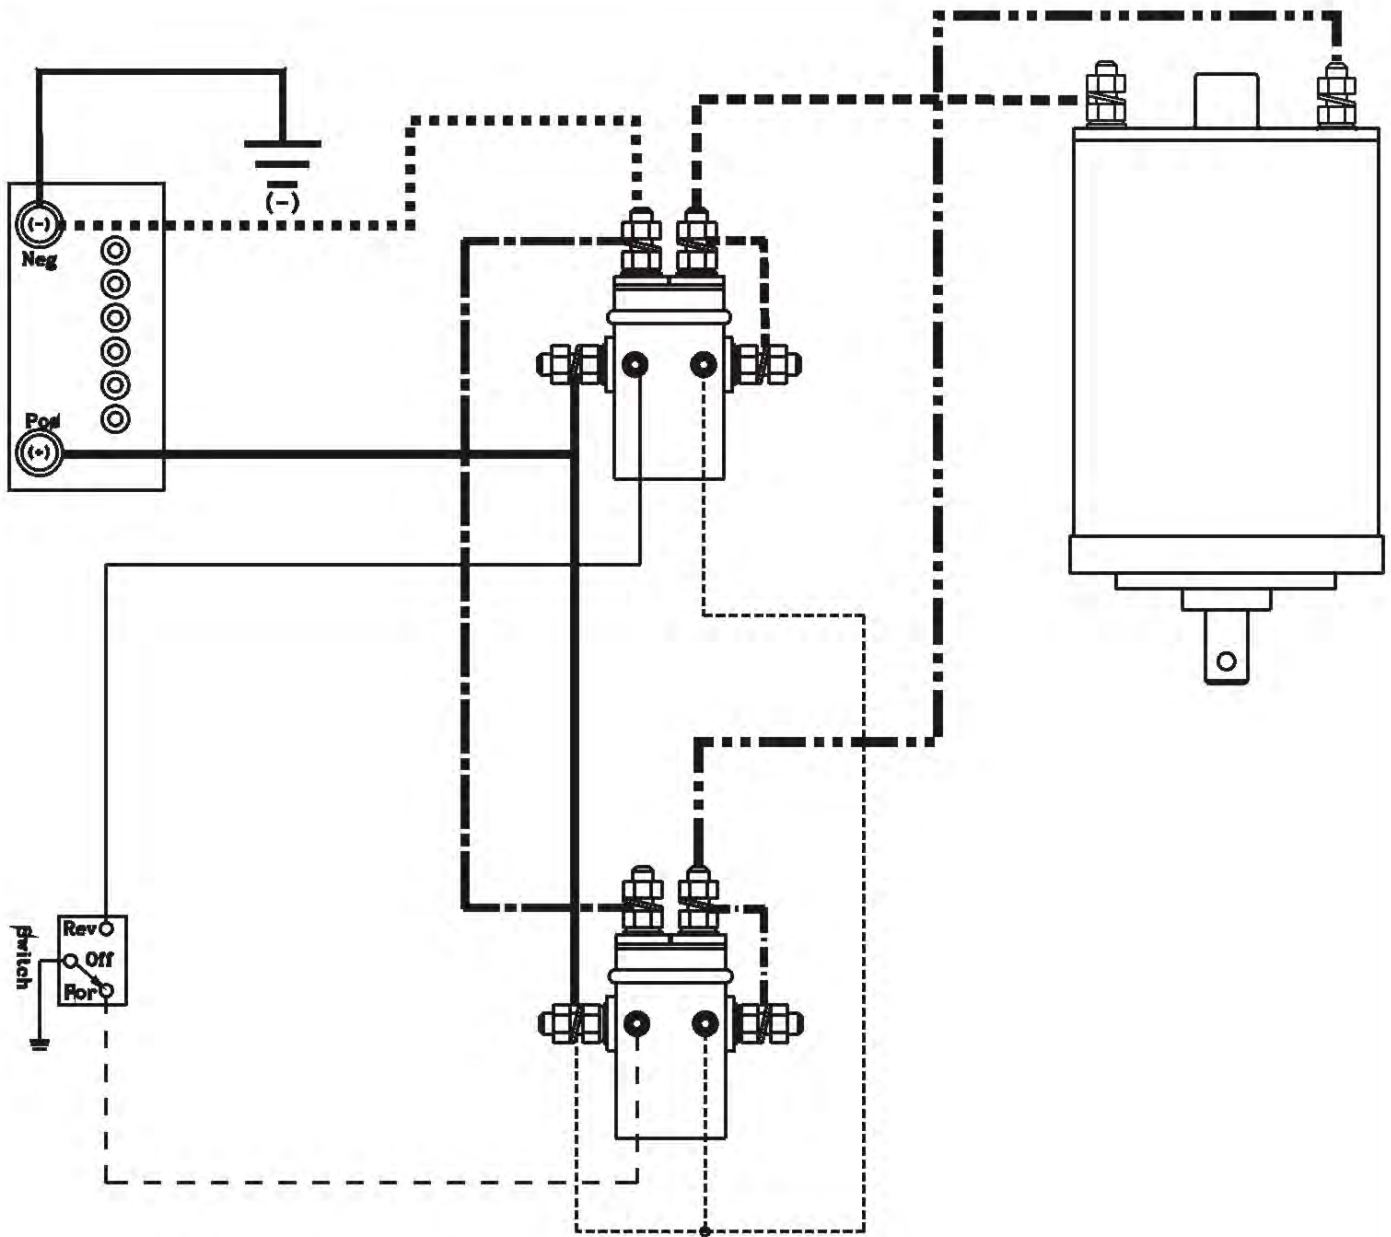 (-)
(-)
Neg
Pos
(+)
Switch
Rev
Off
For